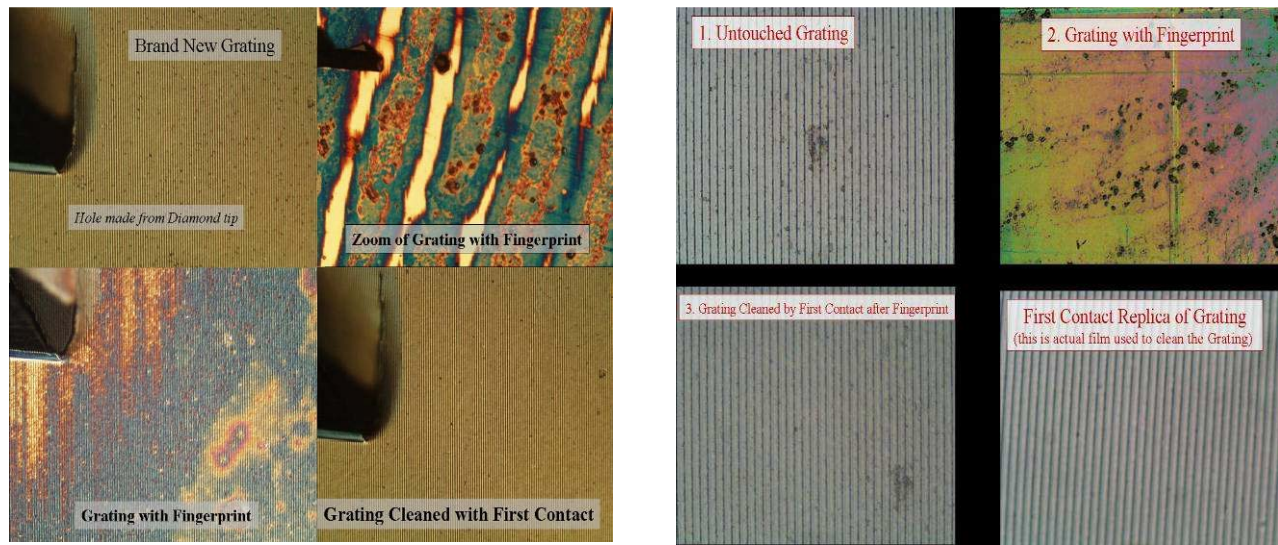 Brand New Grating
Hole made from Diamond tip
Zoom of Grating with Fingerprint
Grating with Fingerprint
Grating Cleaned with First Contact
1. Untouched Grating
2. Grating with Fingerprint
3. Grating Cleaned by First Contact after Fingerprint
First Contact Replica of Grating
(this is actual film used to clean the Grating)